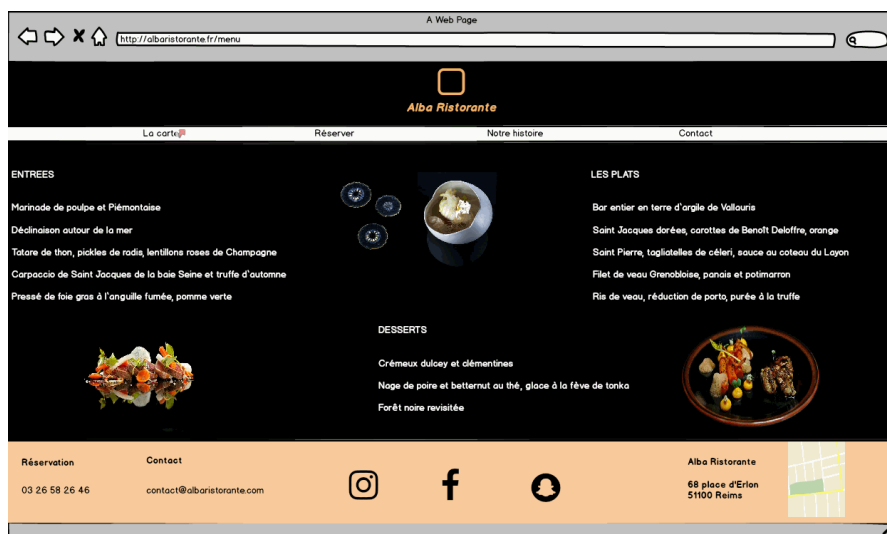 A Web Page
http://albaristorante.fr/menu
Alba Ristorante
La carte
Réserver
Notre histoire
Contact
ENTREES
Marinade de poulpe et Piémontaise
Déclinaison autour de la mer
Tatare de thon, pickles de radis, lentillons roses de Champagne
Carpaccio de Saint Jacques de la baie Seine et truffe d'automne
Pressé de foie gras à l'anguille fumée, pomme verte
LES PLATS
Bar entier en terre d'argile de Vallauris
Saint Jacques dorées, carottes de Benoît Deloffre, orange
Saint Pierre, tagliatelles de céleri, sauce au coteau du Layon
Filet de veau Grenobloise, panais et potimarron
Ris de veau, réduction de porto, purée à la truffe
DESSERTS
Crémeux dulcey et clémentines
Nage de poire et betternut au thé, glace à la fève de tonka
Forêt noire revisitée
Réservation
03 26 58 26 46
Contact
contact@albaristorante.com
Alba Ristorante
68 place d'Erlon
51100 Reims